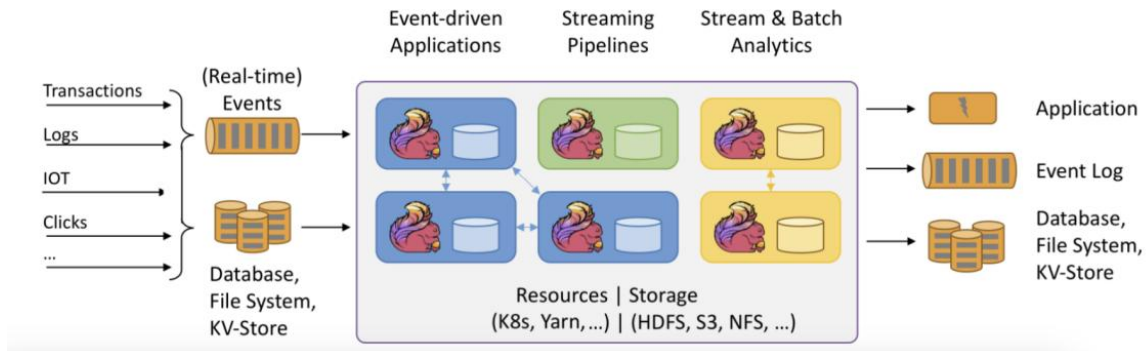 Event-driven
Applications
Streaming
Pipelines
Stream & Batch
Analytics
Transactions
Logs
IOT
Clicks
...
(Real-time)
Events
Database,
File System,
KV-Store
Resources | Storage
(K8s, Yarn, ...) | (HDFS, S3, NFS, ...)
Application
Event Log
Database,
File System,
KV-Store